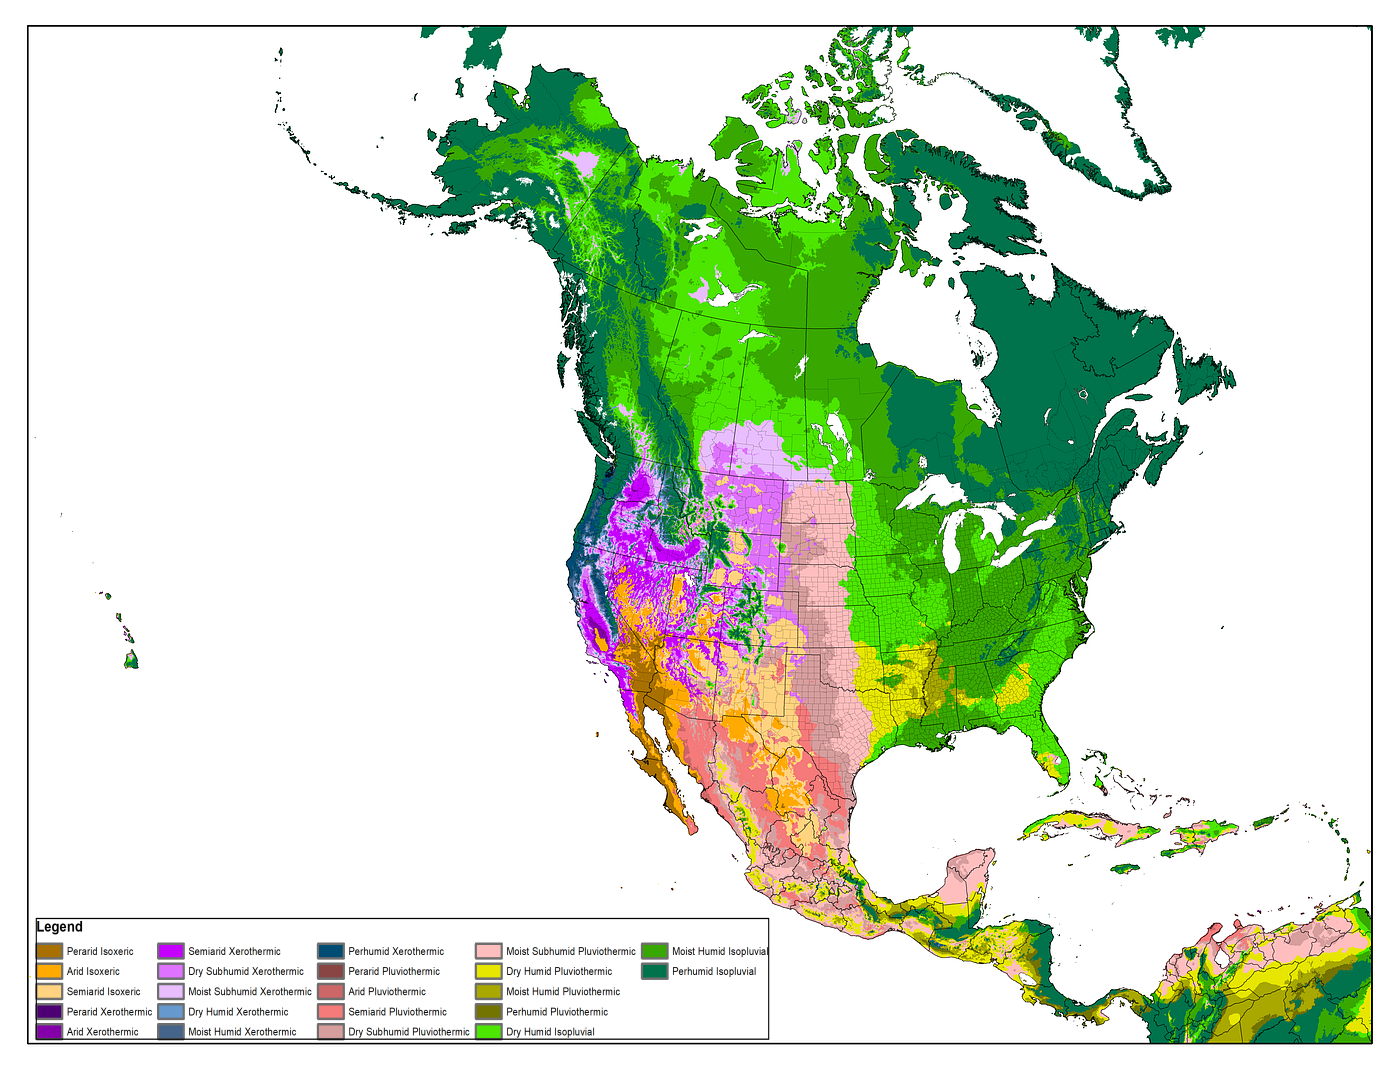 Legend
Perarid Isoxeric
Arid Isoxeric
Semiarid Isoxeric
Perarid Xerothermic
Arid Xerothermic
Semiarid Xerothermic
Dry Subhumid Xerothermic
Moist Subhumid Xerothermic
Dry Humid Xerothermic
Moist Humid Xerothermic
Perhumid Xerothermic
Perarid Pluviothermic
Arid Pluviothermic
Semiarid Pluviothermic
Dry Subhumid Pluviothermic
Moist Subhumid Pluviothermic
Dry Humid Pluviothermic
Moist Humid Pluviothermic
Perhumid Pluviothermic
Dry Humid Isopluvial
Moist Humid Isopluvial
Perhumid Isopluvial